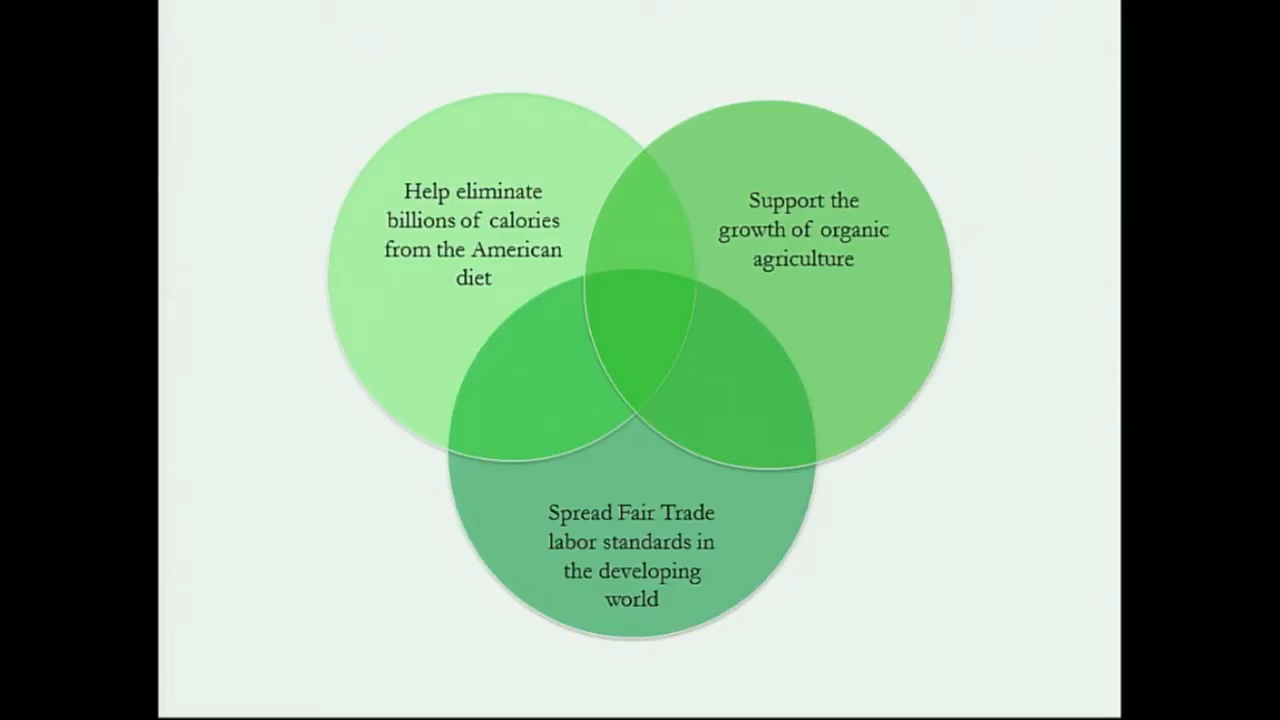 Help eliminate
billions of calories
from the American
diet
Support the
growth of organic
agriculture
Spread Fair Trade
labor standards in
the developing
world